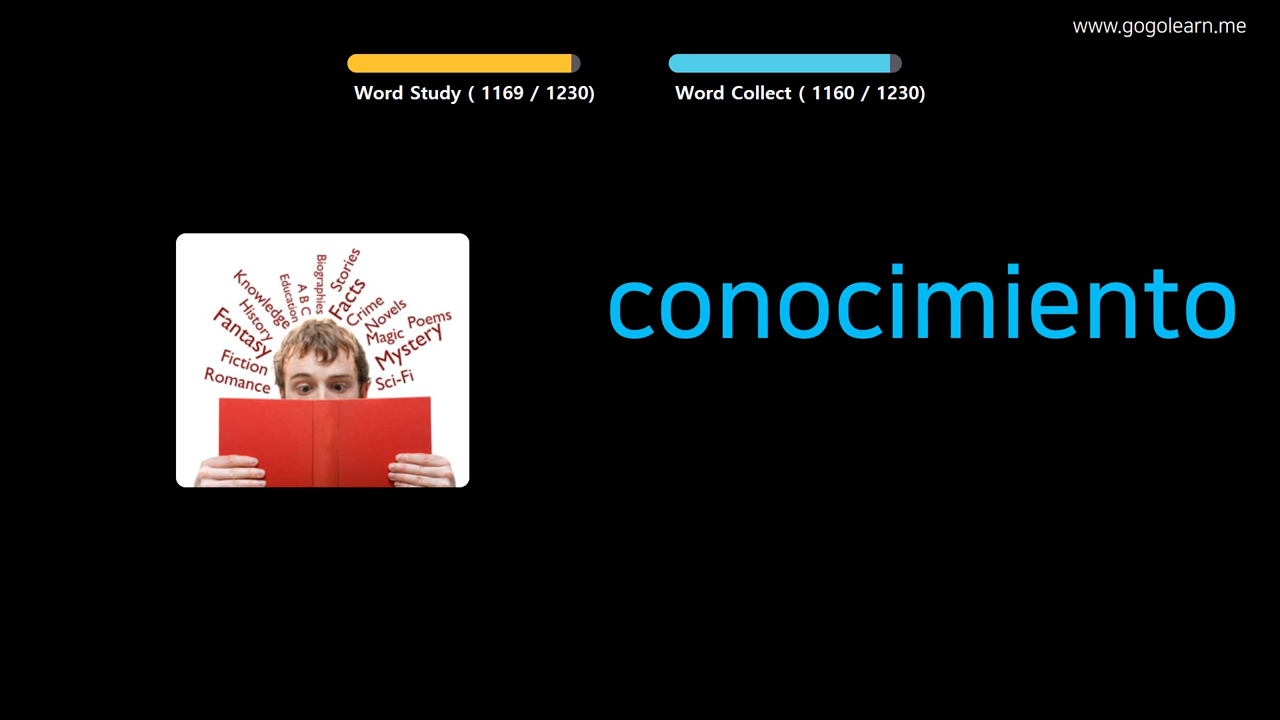 www.gogolearn.me
Word Study ( 1169 / 1230)
Word Collect ( 1160 / 1230)
conocimiento
Knowledge
History
Fantasy
Fiction
Romance
Education
A B C
Biographies
Stories
Facts
Crime
Novels
Magic
Poems
Mystery
Sci-Fi